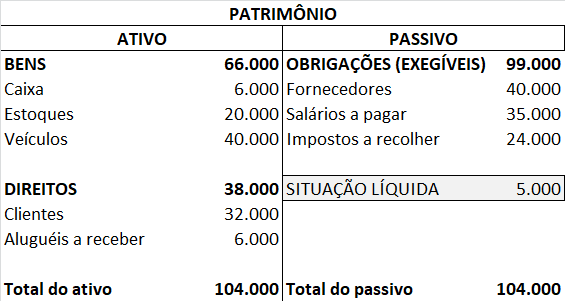 PATRIMÔNIO
ATIVO PASSIVO
BENS 66.000 OBRIGAÇÕES (EXEGÍVEIS) 99.000
Caixa 6.000 Fornecedores 40.000
Estoques 20.000 Salários a pagar 35.000
Veículos 40.000 Impostos a recolher 24.000
DIREITOS 38.000 SITUAÇÃO LÍQUIDA 5.000
Clientes 32.000
Aluguéis a receber 6.000
Total do ativo 104.000 Total do passivo 104.000